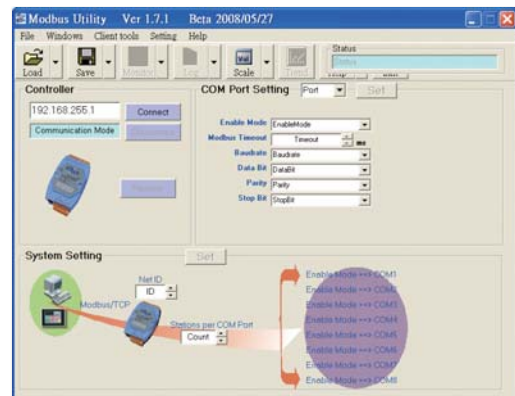 Modbus Utility Ver 1.7.1 Beta 2008/05/27
File Windows Client tools Setting Help
Load Save Monitor Log Scale Trend
Status
Status
Controller
192.168.255.1 Connect
Communication Mode
COM Port Setting Port Set
Enable Mode EnableMode
Modbus Timeout Timeout ms
Baudrate Baudrate
Data Bit DataBit
Parity Parity
Stop Bit StopBit
System Setting Set
Net ID
ID
Modbus/TCP
Stations per COM Port
Count
Enable Mode ==> COM1
Enable Mode ==> COM2
Enable Mode ==> COM3
Enable Mode ==> COM4
Enable Mode ==> COM5
Enable Mode ==> COM6
Enable Mode ==> COM7
Enable Mode ==> COM8